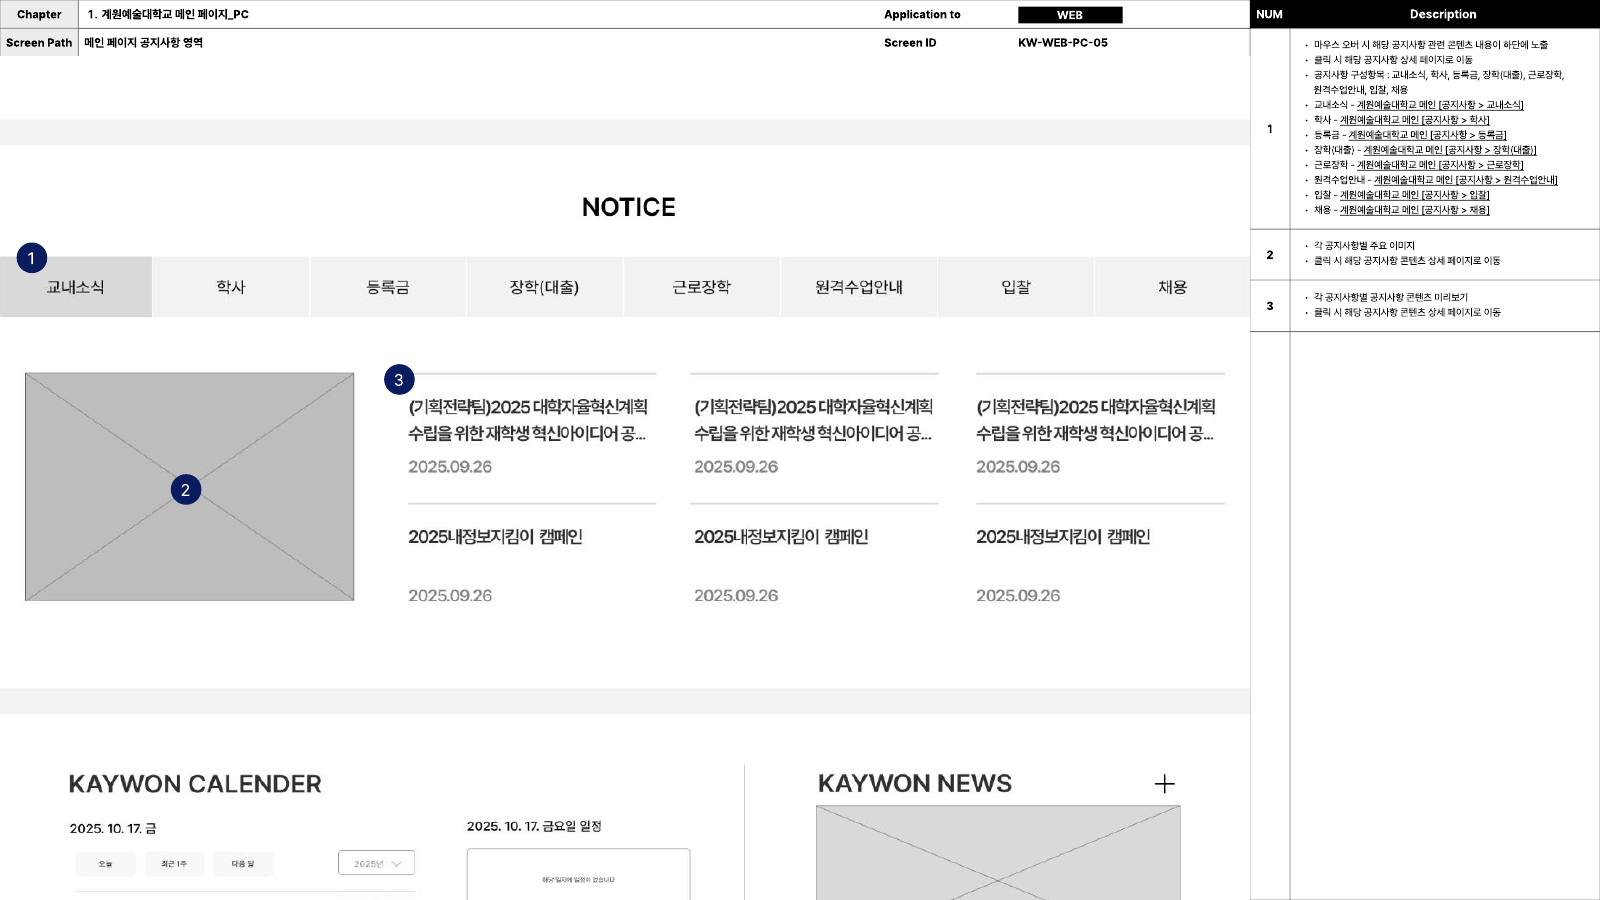 Chapter
1. 계원예술대학교 메인 페이지_PC
Application to
WEB
Screen Path
메인 페이지 공지사항 영역
Screen ID
KW-WEB-PC-05
NOTICE
1
교내소식
학사
등록금
장학(대출)
근로장학
원격수업안내
입찰
채용
2
3
(기획전략팀)2025 대학자율혁신계획
수립을 위한 재학생 혁신아이디어 공...
2025.09.26
(기획전략팀)2025 대학자율혁신계획
수립을 위한 재학생 혁신아이디어 공...
2025.09.26
(기획전략팀)2025 대학자율혁신계획
수립을 위한 재학생 혁신아이디어 공...
2025.09.26
2025내정보지킴이 캠페인
2025.09.26
2025내정보지킴이 캠페인
2025.09.26
2025내정보지킴이 캠페인
2025.09.26
KAYWON CALENDER
2025. 10. 17. 금
오늘
최근 1주
다음 달
2025년
2025. 10. 17. 금요일 일정
해당 일자에 일정이 없습니다
KAYWON NEWS
NUM
Description
1
· 마우스 오버 시 해당 공지사항 관련 콘텐츠 내용이 하단에 노출
· 클릭 시 해당 공지사항 상세 페이지로 이동
· 공지사항 구성항목 : 교내소식, 학사, 등록금, 장학(대출), 근로장학,
원격수업안내, 입찰, 채용
· 교내소식 - 계원예술대학교 메인 [공지사항 > 교내소식]
· 학사 - 계원예술대학교 메인 [공지사항 > 학사]
· 등록금 - 계원예술대학교 메인 [공지사항 > 등록금]
· 장학(대출) - 계원예술대학교 메인 [공지사항 > 장학(대출)]
· 근로장학 - 계원예술대학교 메인 [공지사항 > 근로장학]
· 원격수업안내 - 계원예술대학교 메인 [공지사항 > 원격수업안내]
· 입찰 - 계원예술대학교 메인 [공지사항 > 입찰]
· 채용 - 계원예술대학교 메인 [공지사항 > 채용]
2
· 각 공지사항별 주요 이미지
· 클릭 시 해당 공지사항 콘텐츠 상세 페이지로 이동
3
· 각 공지사항별 공지사항 콘텐츠 미리보기
· 클릭 시 해당 공지사항 콘텐츠 상세 페이지로 이동